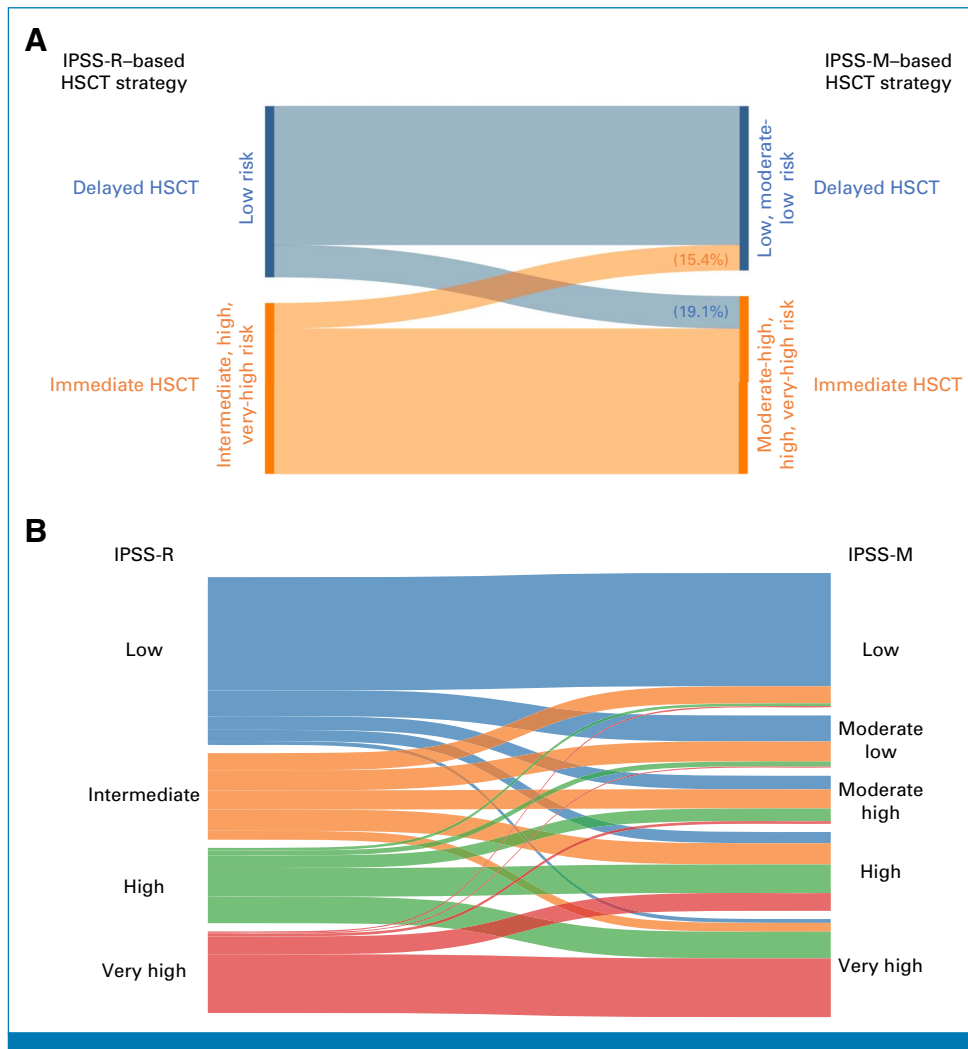 A
IPSS-R–based
HSCT strategy
IPSS-M–based
HSCT strategy
Delayed HSCT
Low risk
Low, moderate-
low risk
Delayed HSCT
(15.4%)
(19.1%)
Immediate HSCT
Intermediate, high,
very-high risk
Moderate-high,
high, very-high risk
Immediate HSCT
B
IPSS-R
IPSS-M
Low
Low
Moderate
low
Intermediate
Moderate
high
High
High
Very high
Very high